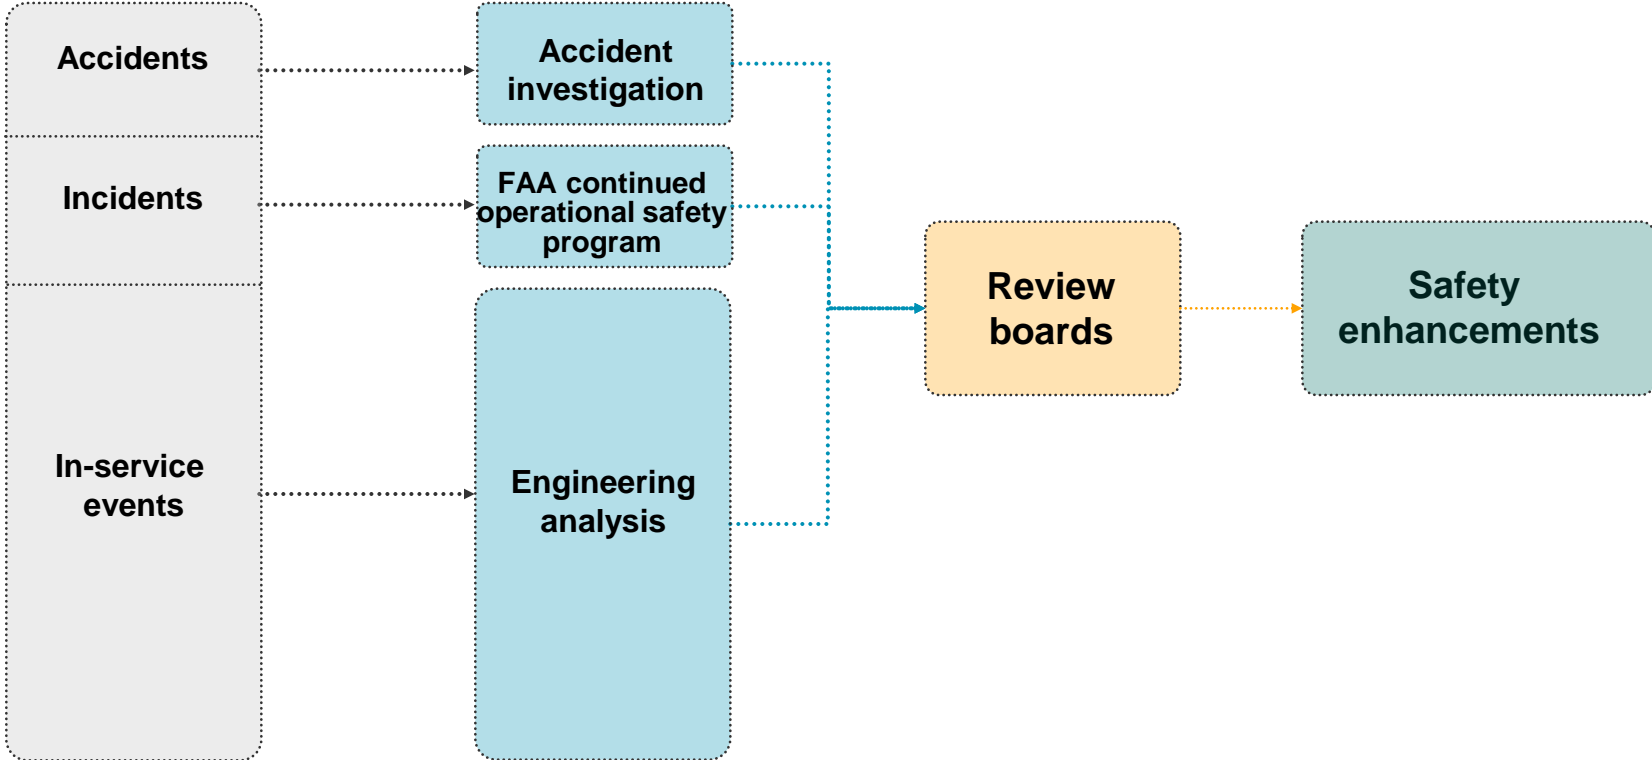 Accidents
Accident
investigation
Incidents
FAA continued
operational safety
program
In-service
events
Engineering
analysis
Review
boards
Safety
enhancements